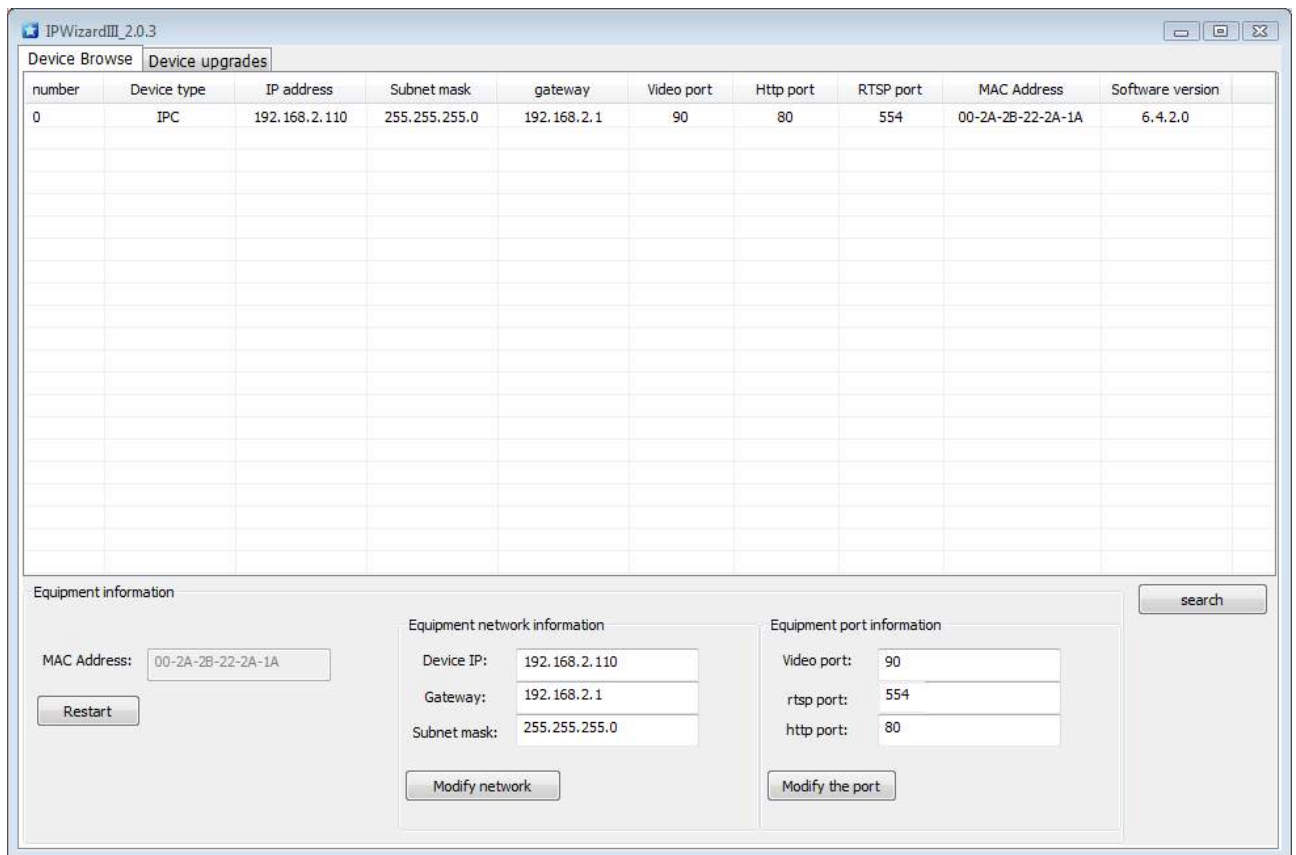 IPWizardIII_2.0.3
Device Browse Device upgrades
number Device type IP address Subnet mask gateway Video port Http port RTSP port MAC Address Software version
0 IPC 192.168.2.110 255.255.255.0 192.168.2.1 90 80 554 00-2A-2B-22-2A-1A 6.4.2.0
Equipment information
search
Equipment network information Equipment port information
MAC Address: 00-2A-2B-22-2A-1A Device IP: 192.168.2.110 Video port: 90
Gateway: 192.168.2.1 rtsp port: 554
Restart
Subnet mask: 255.255.255.0 http port: 80
Modify network Modify the port